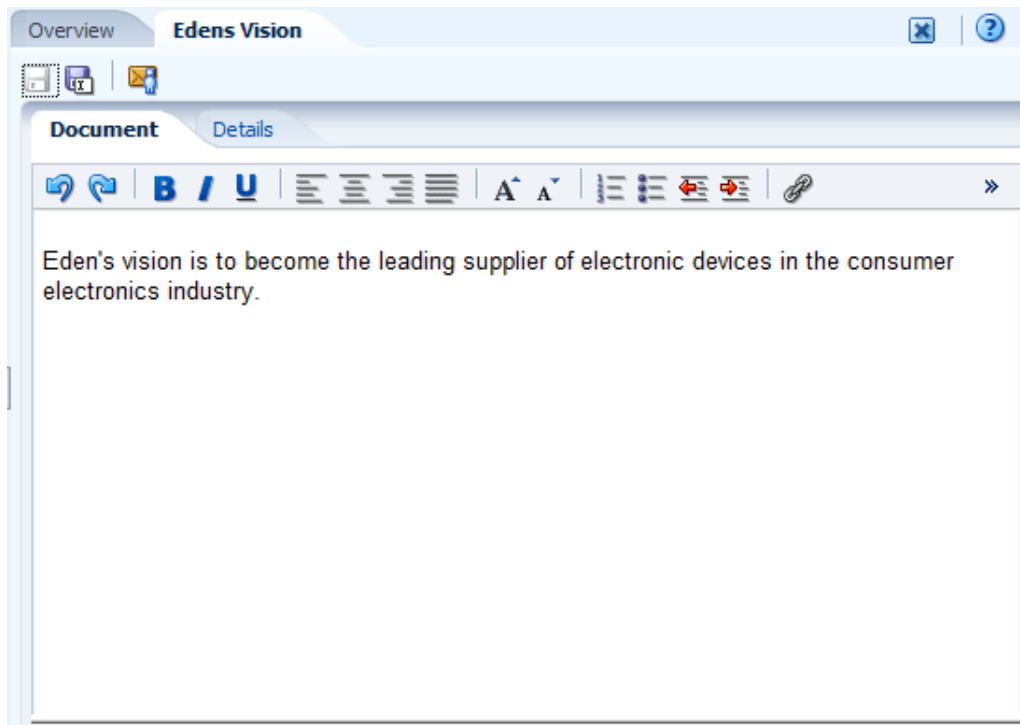 Overview Edens Vision
Document Details
B I U A A
Eden's vision is to become the leading supplier of electronic devices in the consumer
electronics industry.